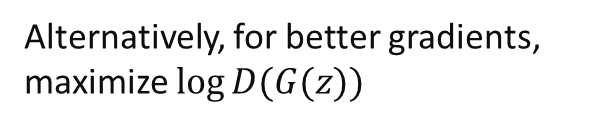 Alternatively, for better gradients,
maximize log D(G(z))